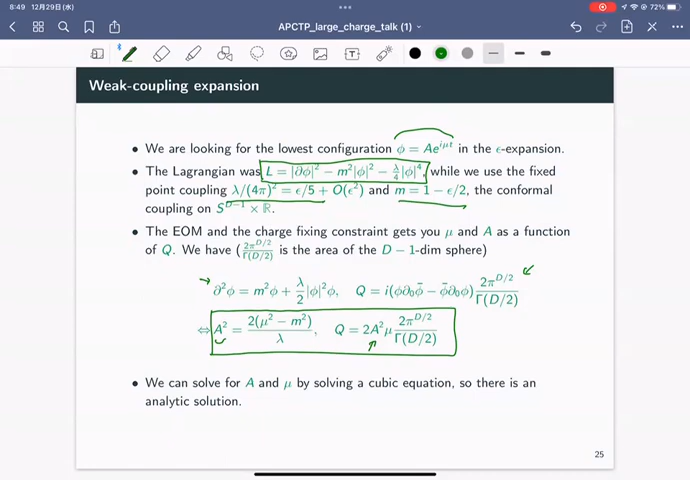 8:49 12月29日(水)
72%
APCTP_large_charge_talk (1)
Weak-coupling expansion
• We are looking for the lowest configuration ϕ = Ae^{iμt} in the ϵ-expansion.
• The Lagrangian was L = |∂ϕ|² − m²|ϕ|² − λ/4|ϕ|⁴, while we use the fixed
point coupling λ/(4π)² = ϵ/5 + O(ϵ²) and m = 1 − ϵ/2, the conformal
coupling on S^{D−1} × ℝ.
• The EOM and the charge fixing constraint gets you μ and A as a function
of Q. We have (2π^{D/2}/Γ(D/2) is the area of the D − 1-dim sphere)
∂²ϕ = m²ϕ + λ/2|ϕ|²ϕ, Q = i(ϕ∂₀ϕ̄ − ϕ̄∂₀ϕ) 2π^{D/2}/Γ(D/2)
⇔ A² = 2(μ² − m²)/λ, Q = 2A²μ 2π^{D/2}/Γ(D/2)
• We can solve for A and μ by solving a cubic equation, so there is an
analytic solution.
25